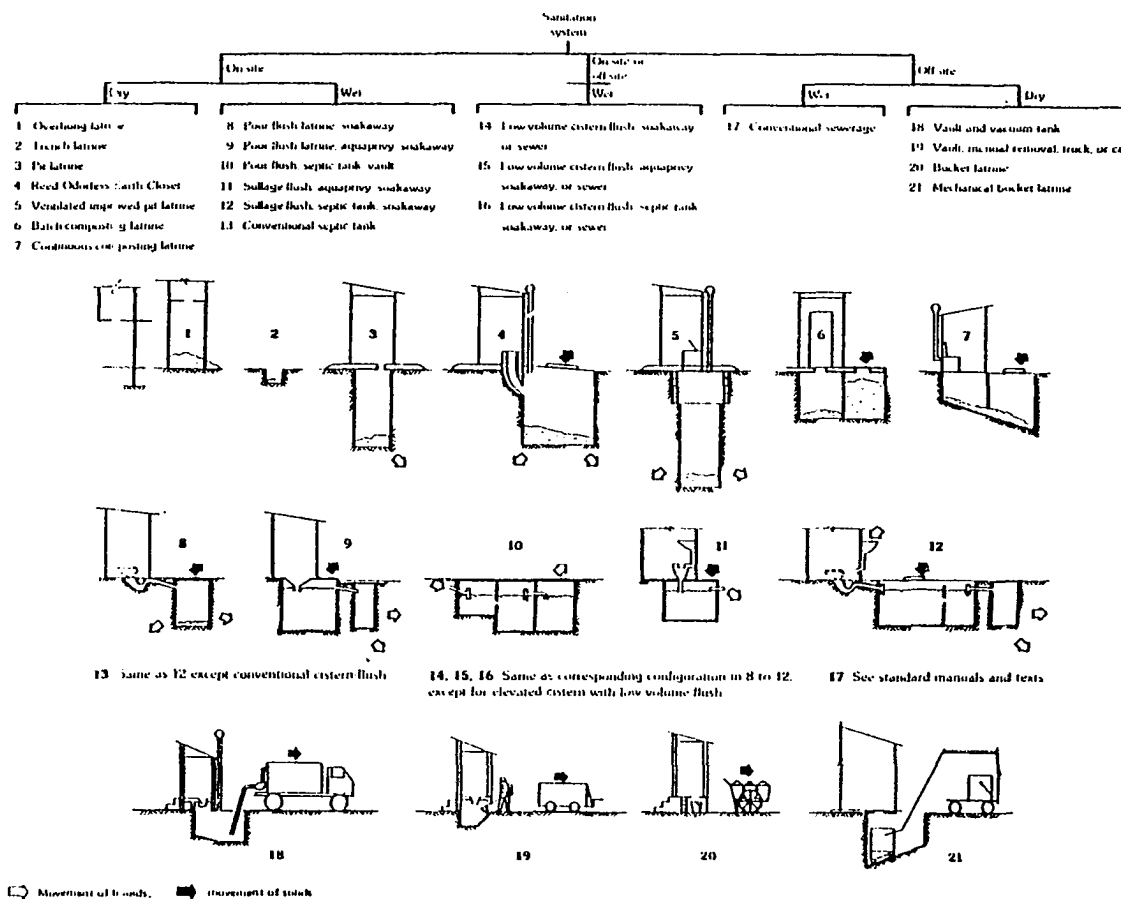 Sanitation
system
On site
On site or
off site
Off site
Dry
Wet
Wet
Wet
Dry
1 Overhung latrine
2 Trench latrine
3 Pit latrine
4 Reed Odorless Earth Closet
5 Ventilated improved pit latrine
6 Batch composting latrine
7 Continuous composting latrine
8 Pour flush latrine, soakaway
9 Pour flush latrine, aquaprivy, soakaway
10 Pour flush, septic tank, vault
11 Sullage flush, aquaprivy, soakaway
12 Sullage flush, septic tank, soakaway
13 Conventional septic tank
14 Low volume cistern flush, soakaway
or sewer
15 Low volume cistern flush, aquaprivy
soakaway, or sewer
16 Low volume cistern flush, septic tank
soakaway, or sewer
17 Conventional sewerage
18 Vault and vacuum tank
19 Vault, manual removal, truck, or
20 Bucket latrine
21 Mechanical bucket latrine
1
2
3
4
5
6
7
8
9
10
11
12
13 Same as 12 except conventional cistern flush
14, 15, 16 Same as corresponding configuration in 8 to 12,
except for elevated cistern with low volume flush
17 See standard manuals and texts
18
19
20
21
Movement of liquids, movement of solids